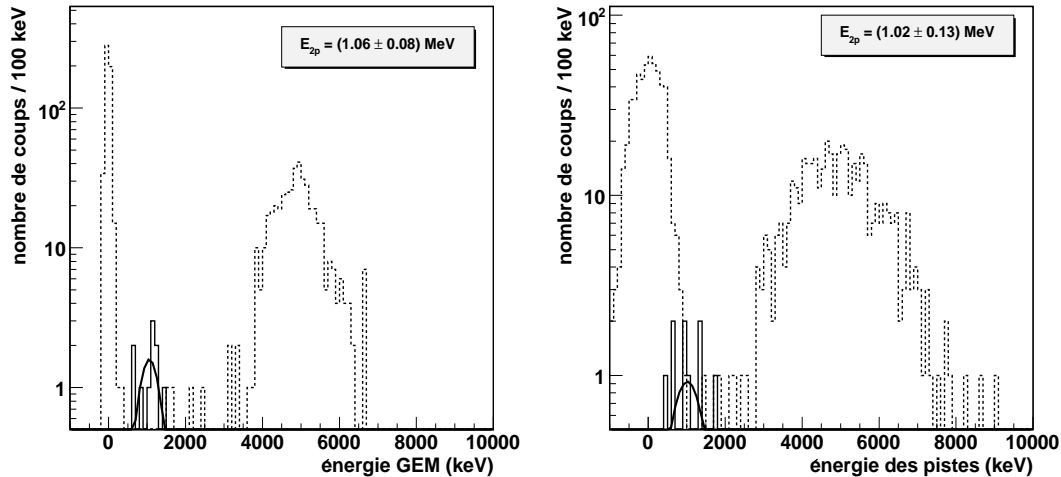 nombre de coups / 100 keV
E2p = (1.06 ± 0.08) MeV
10²
10
1
0 2000 4000 6000 8000 10000
énergie GEM (keV)
nombre de coups / 100 keV
E2p = (1.02 ± 0.13) MeV
10²
10
1
0 2000 4000 6000 8000 10000
énergie des pistes (keV)